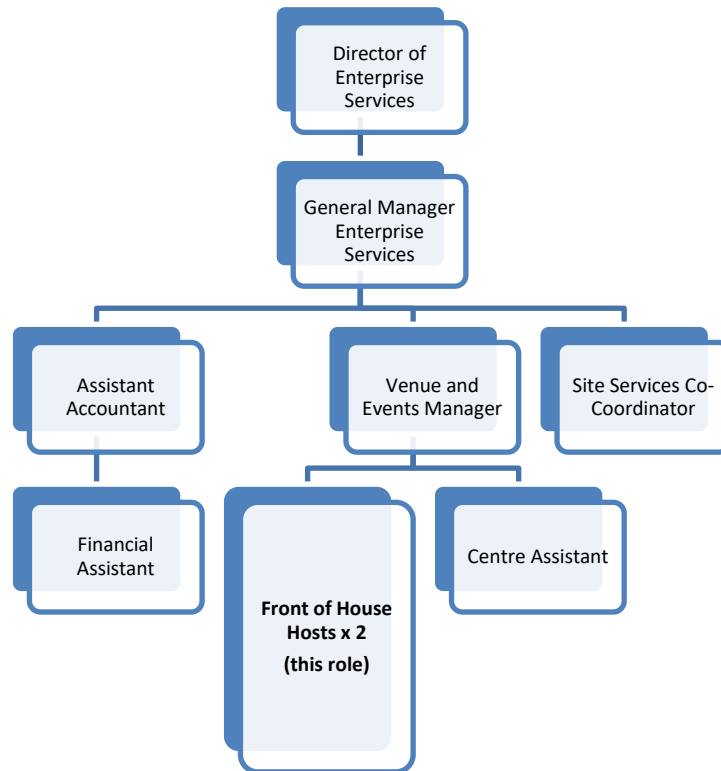 Director of
Enterprise
Services
General Manager
Enterprise
Services
Assistant
Accountant
Venue and
Events Manager
Site Services Co-
Coordinator
Financial
Assistant
Front of House
Hosts x 2
(this role)
Centre Assistant